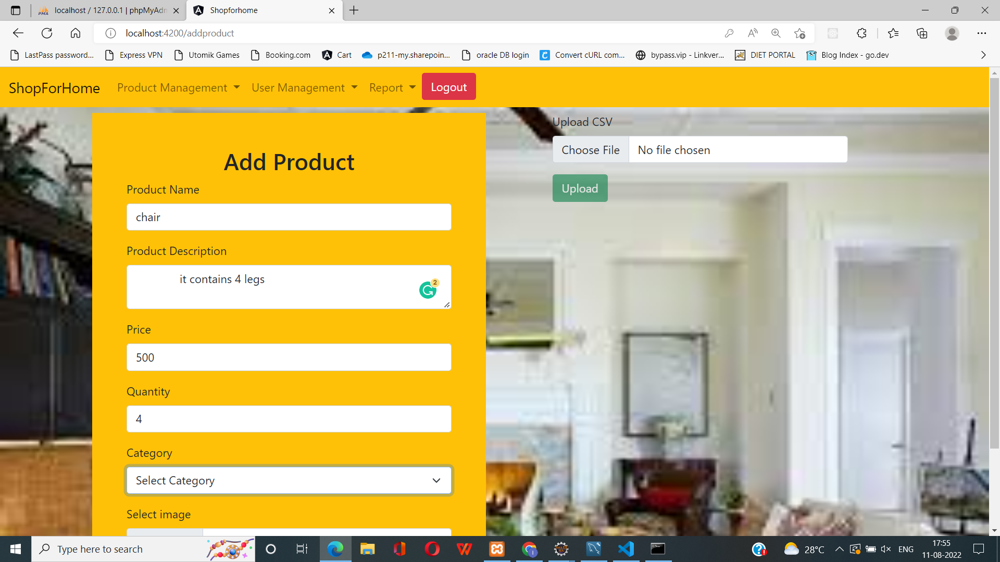 localhost / 127.0.0.1 | phpMyAdn
Shopforhome
localhost:4200/addproduct
LastPass password...
Express VPN
Utomik Games
Booking.com
Cart
p211-my.sharepoin...
oracle DB login
Convert cURL com...
bypass.vip - Linkver...
DIET PORTAL
Blog Index - go.dev
ShopForHome
Product Management
User Management
Report
Logout
Add Product
Product Name
chair
Product Description
it contains 4 legs
2
Price
500
Quantity
4
Category
Select Category
Select image
Upload CSV
Choose File
No file chosen
Upload
Type here to search
28°C
ENG
17:55
11-08-2022